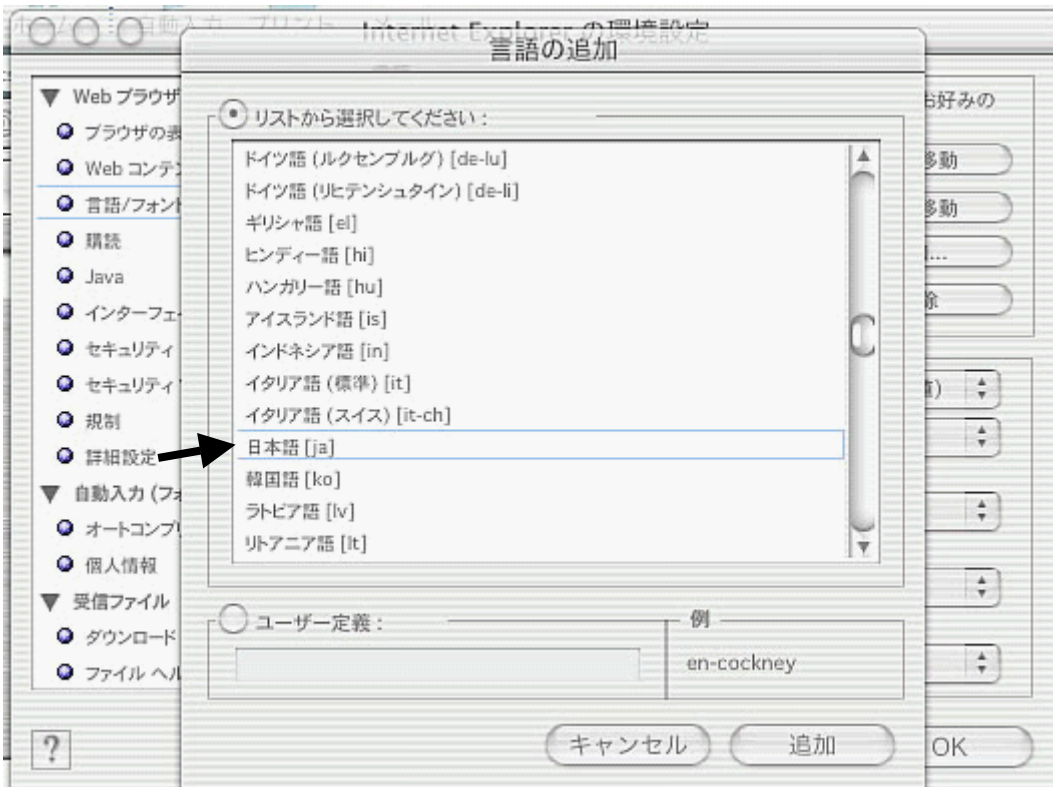 Internet Explorer の環境設定
言語の追加
Web ブラウザ
ブラウザの表
Web コンテン
言語/フォント
購読
Java
インターフェー
セキュリティ
セキュリティ
規制
詳細設定
自動入力 (フォ
オートコンプリ
個人情報
受信ファイル
ダウンロード
ファイル ヘル
リストから選択してください :
ドイツ語 (ルクセンブルグ) [de-lu]
ドイツ語 (リヒテンシュタイン) [de-li]
ギリシャ語 [el]
ヒンディー語 [hi]
ハンガリー語 [hu]
アイスランド語 [is]
インドネシア語 [in]
イタリア語 (標準) [it]
イタリア語 (スイス) [it-ch]
日本語 [ja]
韓国語 [ko]
ラトビア語 [lv]
リトアニア語 [lt]
ユーザー定義 :
例
en-cockney
キャンセル
追加
お好みの
移動
移動
...
除
OK
?